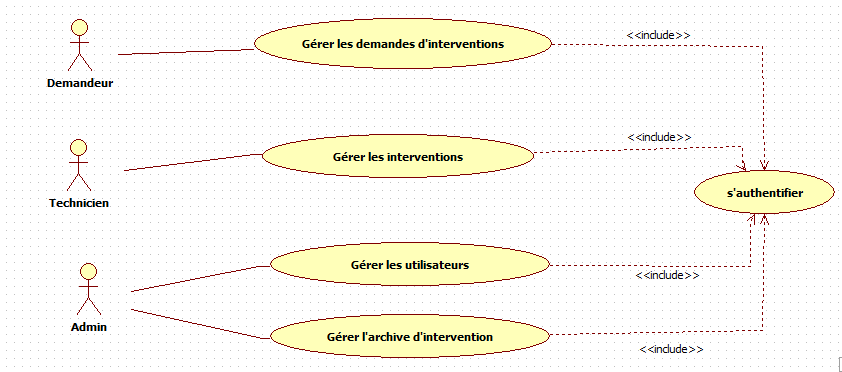 Gérer les demandes d'interventions
<<include>>
Demandeur
Gérer les interventions
<<include>>
Technicien
s'authentifier
Gérer les utilisateurs
<<include>>
Admin
Gérer l'archive d'intervention
<<include>>